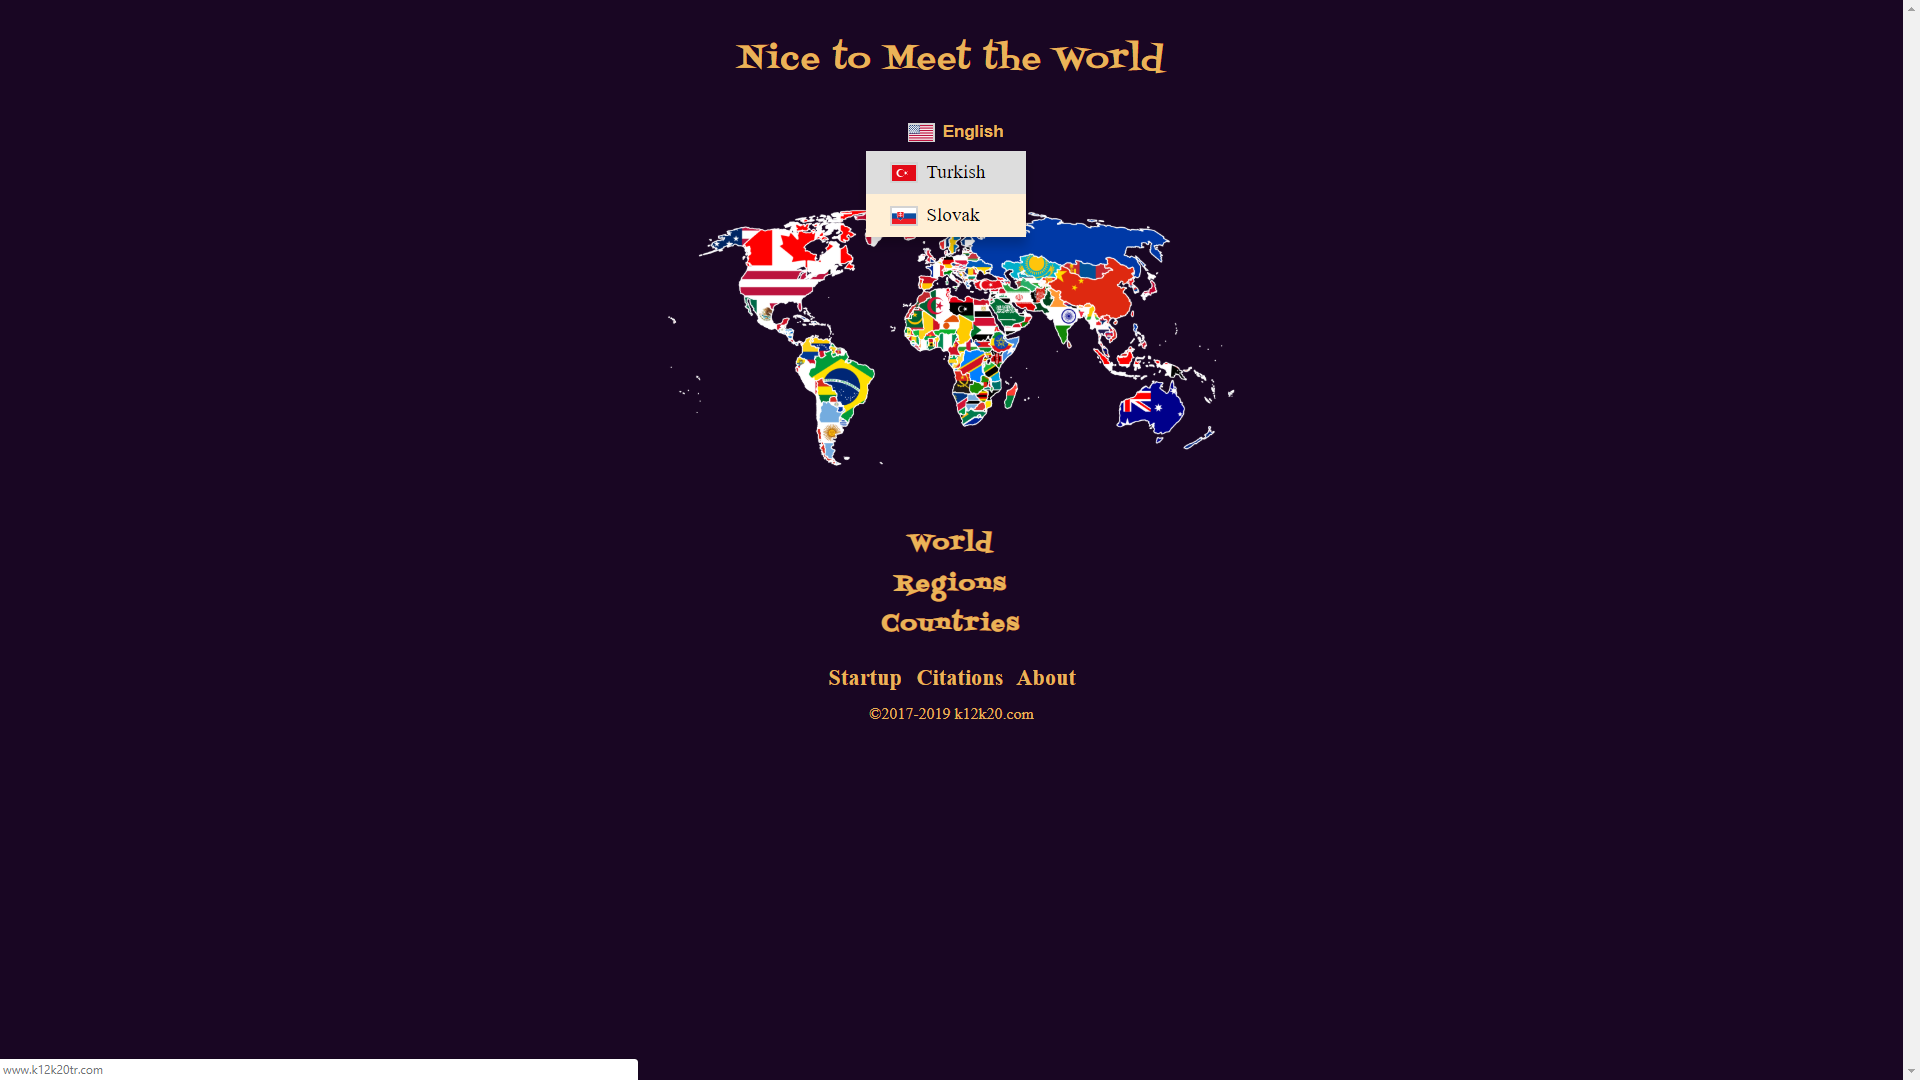 Nice to Meet the World
English
Turkish
Slovak
World
Regions
Countries
Startup Citations About
©2017-2019 k12k20.com
www.k12k20tr.com